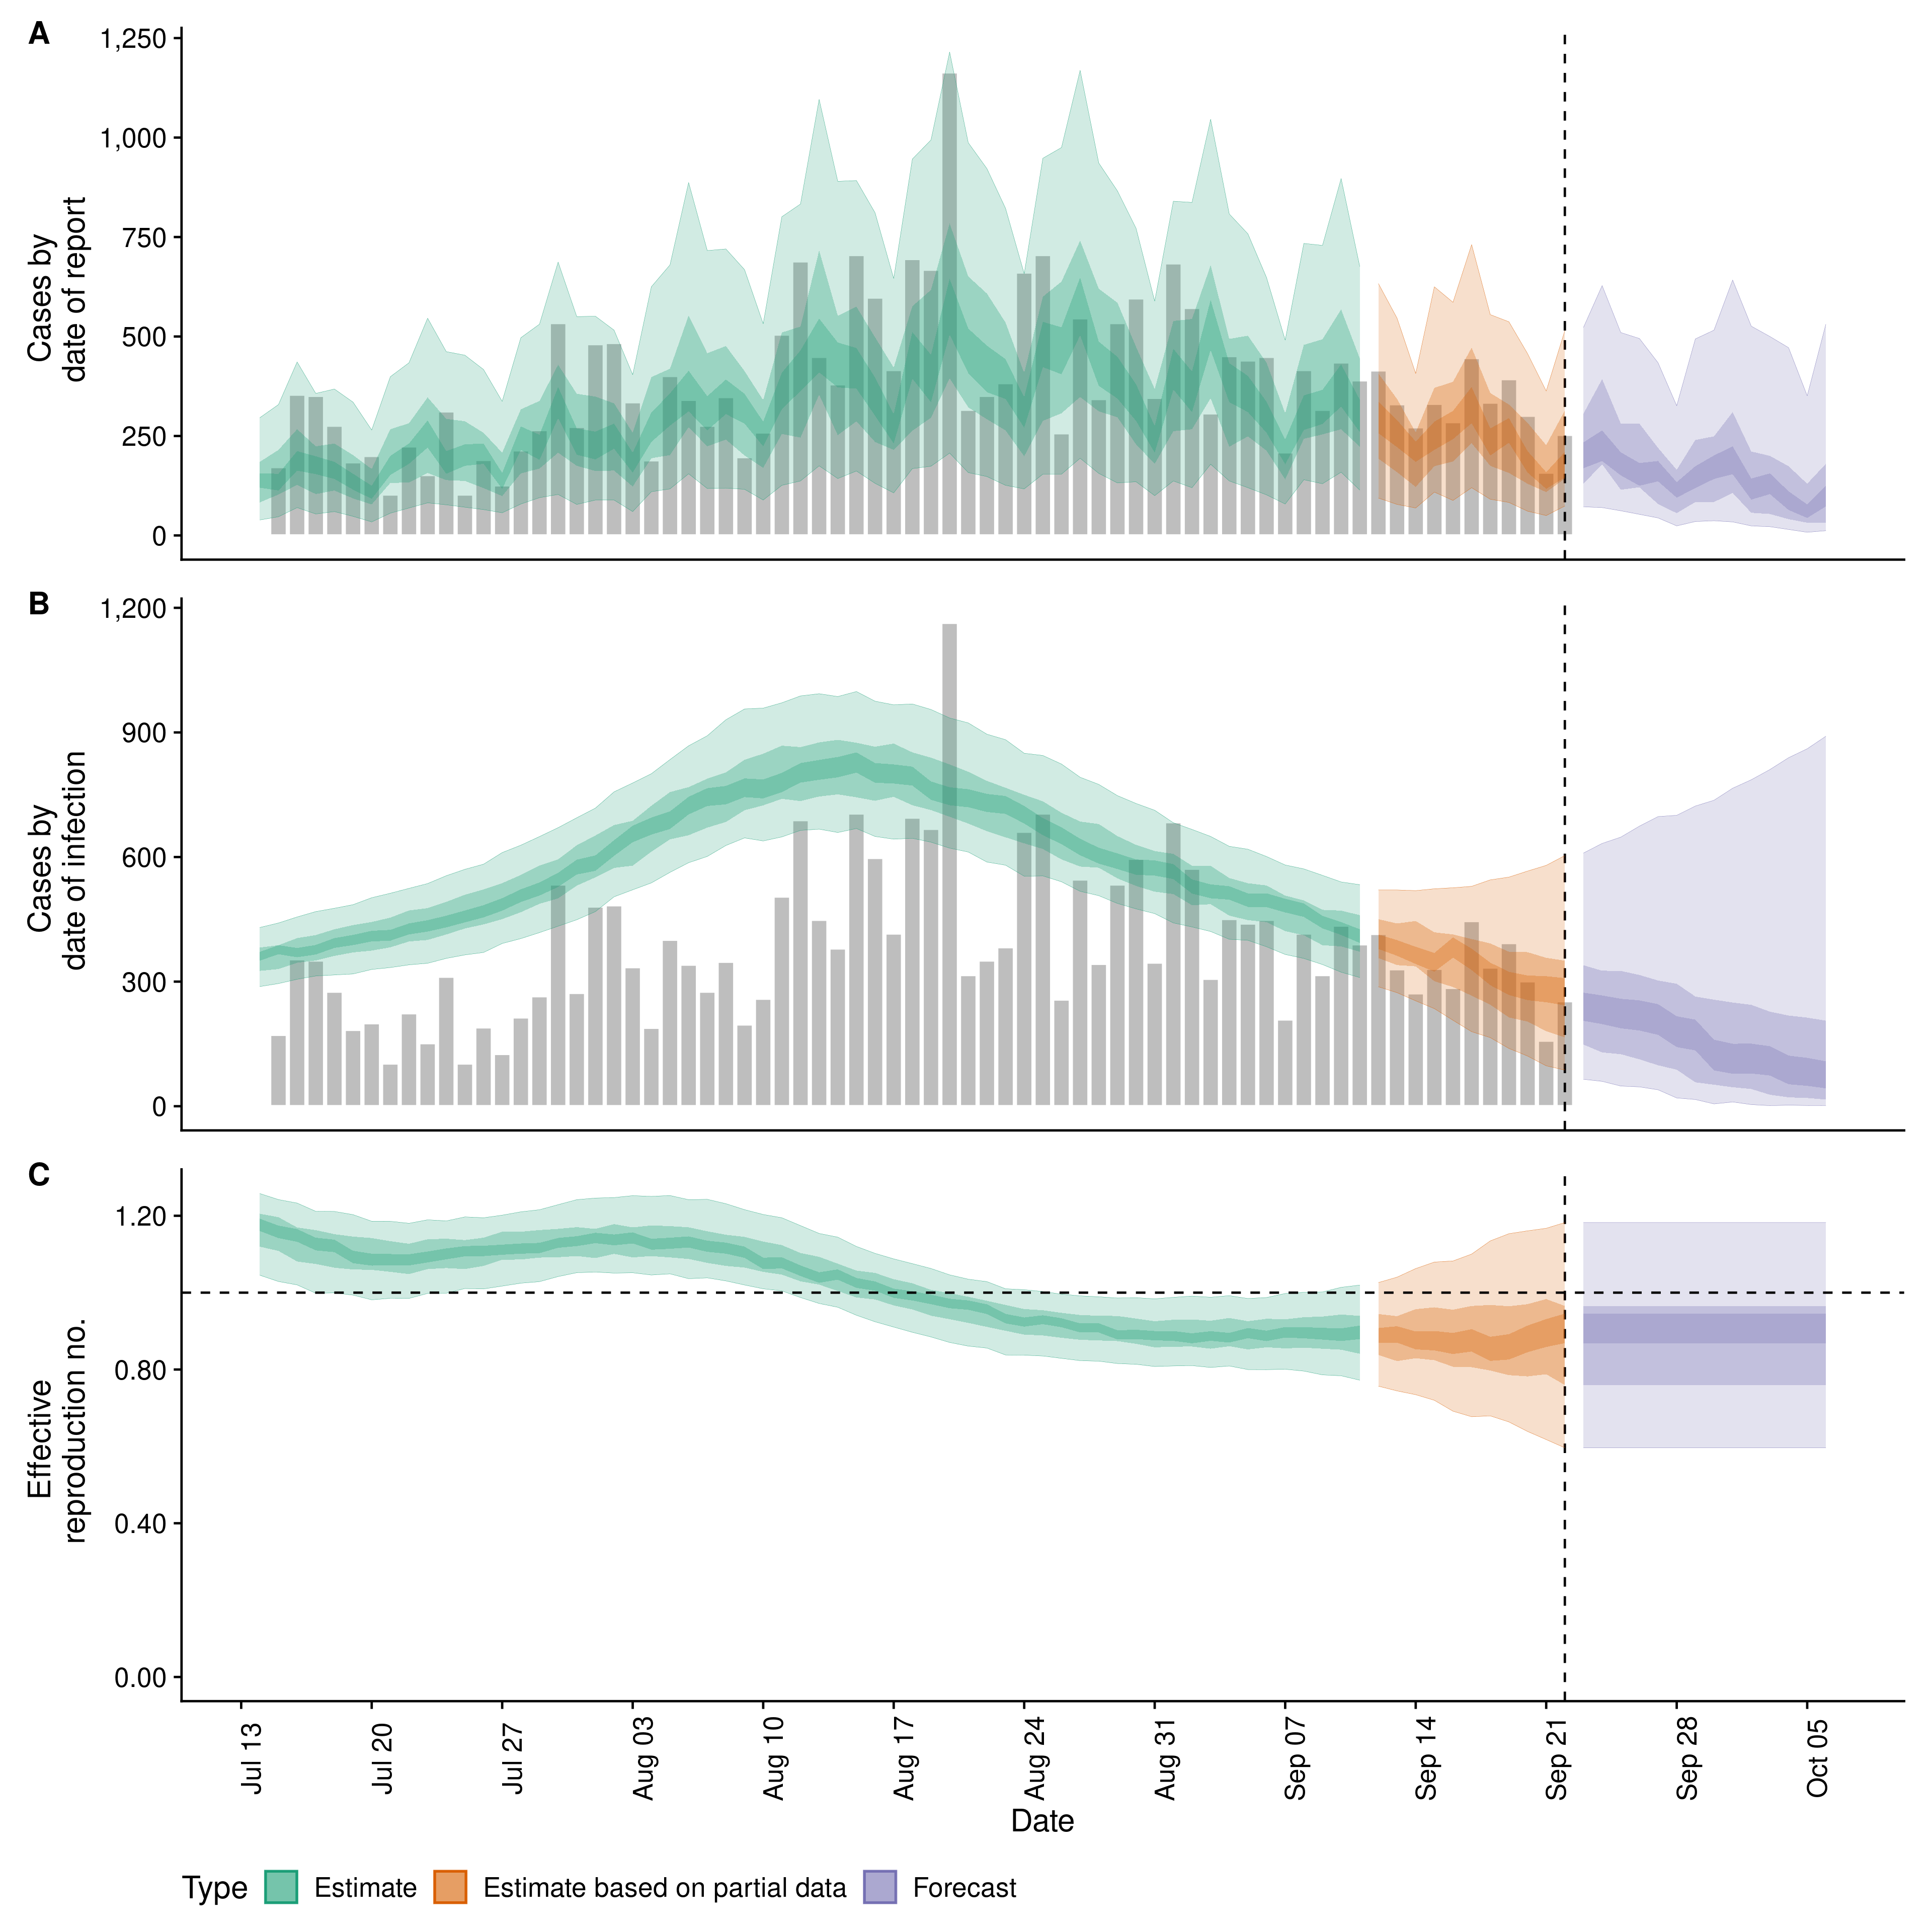 A
1,250
1,000
750
500
250
0
Cases by
date of report
B
1,200
900
600
300
0
Cases by
date of infection
C
1.20
0.80
0.40
0.00
Effective
reproduction no.
Jul 13
Jul 20
Jul 27
Aug 03
Aug 10
Aug 17
Aug 24
Aug 31
Sep 07
Sep 14
Sep 21
Sep 28
Oct 05
Date
Type Estimate Estimate based on partial data Forecast